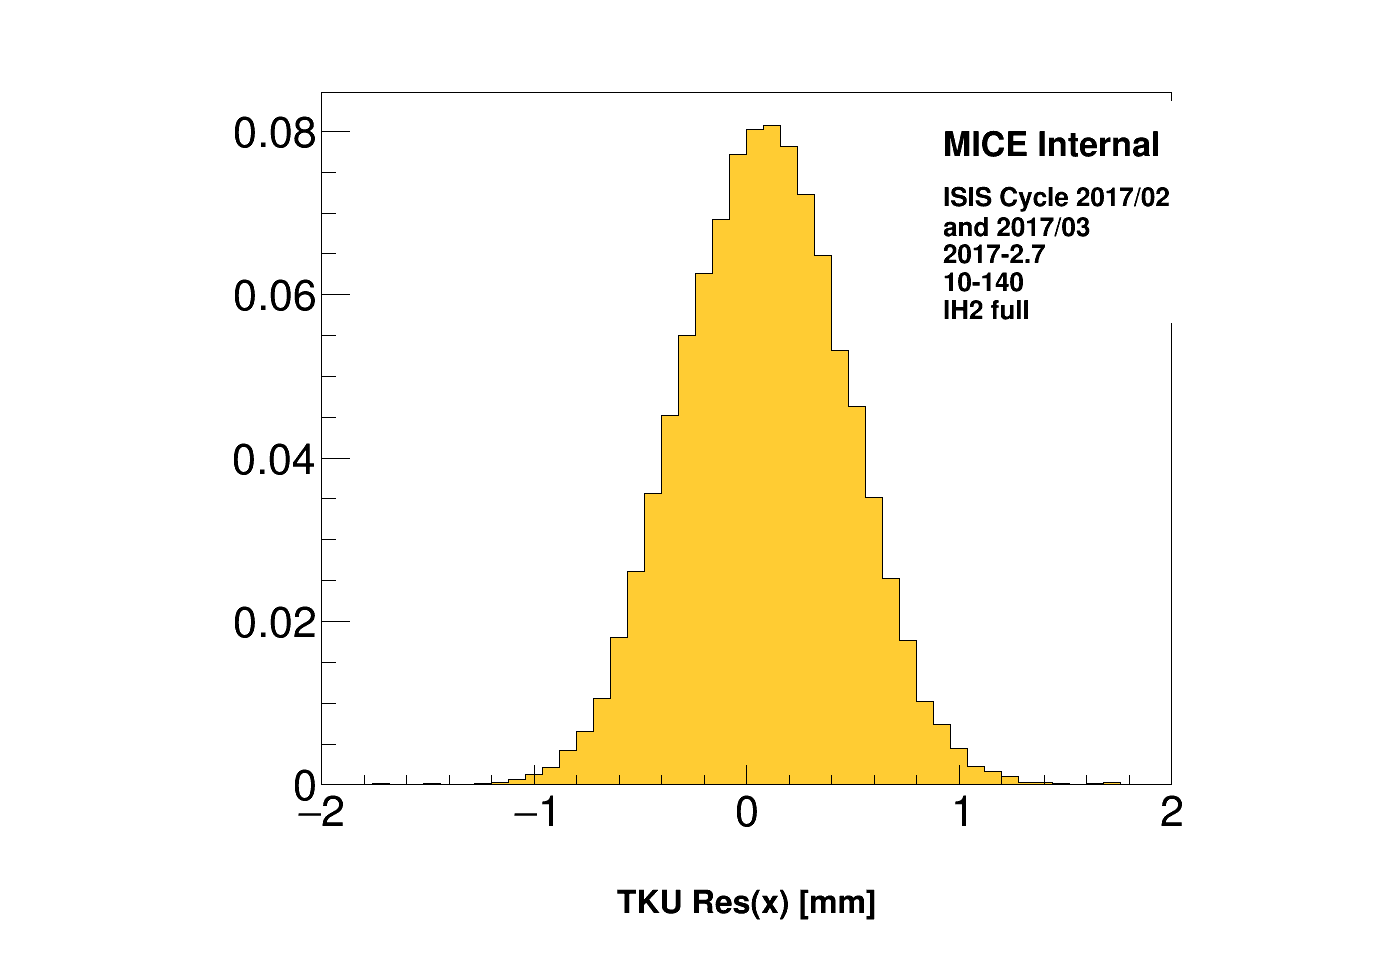 0.08
MICE Internal
ISIS Cycle 2017/02
and 2017/03
2017-2.7
10-140
IH2 full
0.06
0.04
0.02
0
−2 −1 0 1 2
TKU Res(x) [mm]